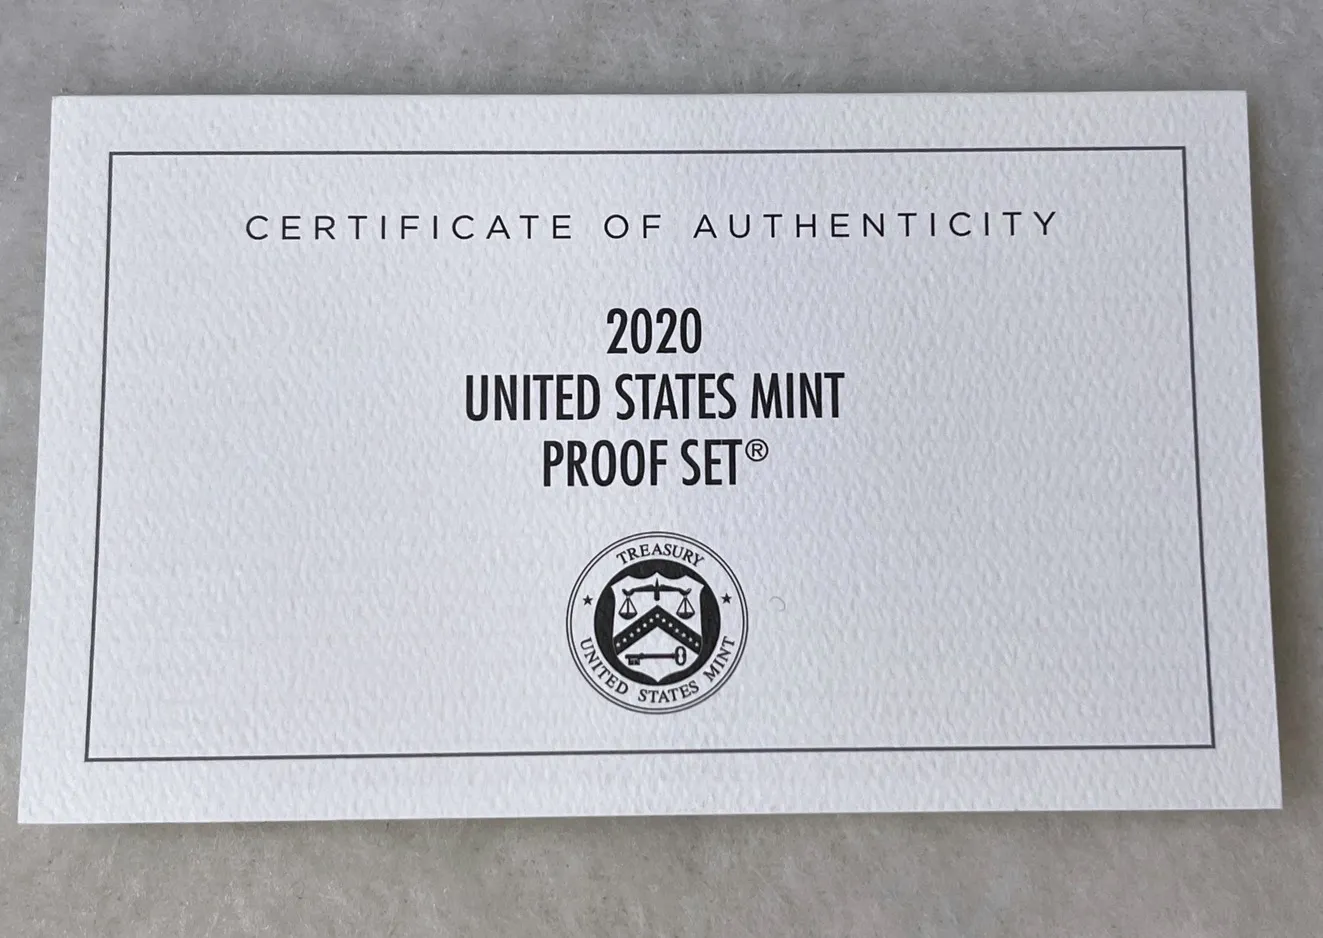 CERTIFICATE OF AUTHENTICITY
2020
UNITED STATES MINT
PROOF SET®
TREASURY
UNITED STATES MINT